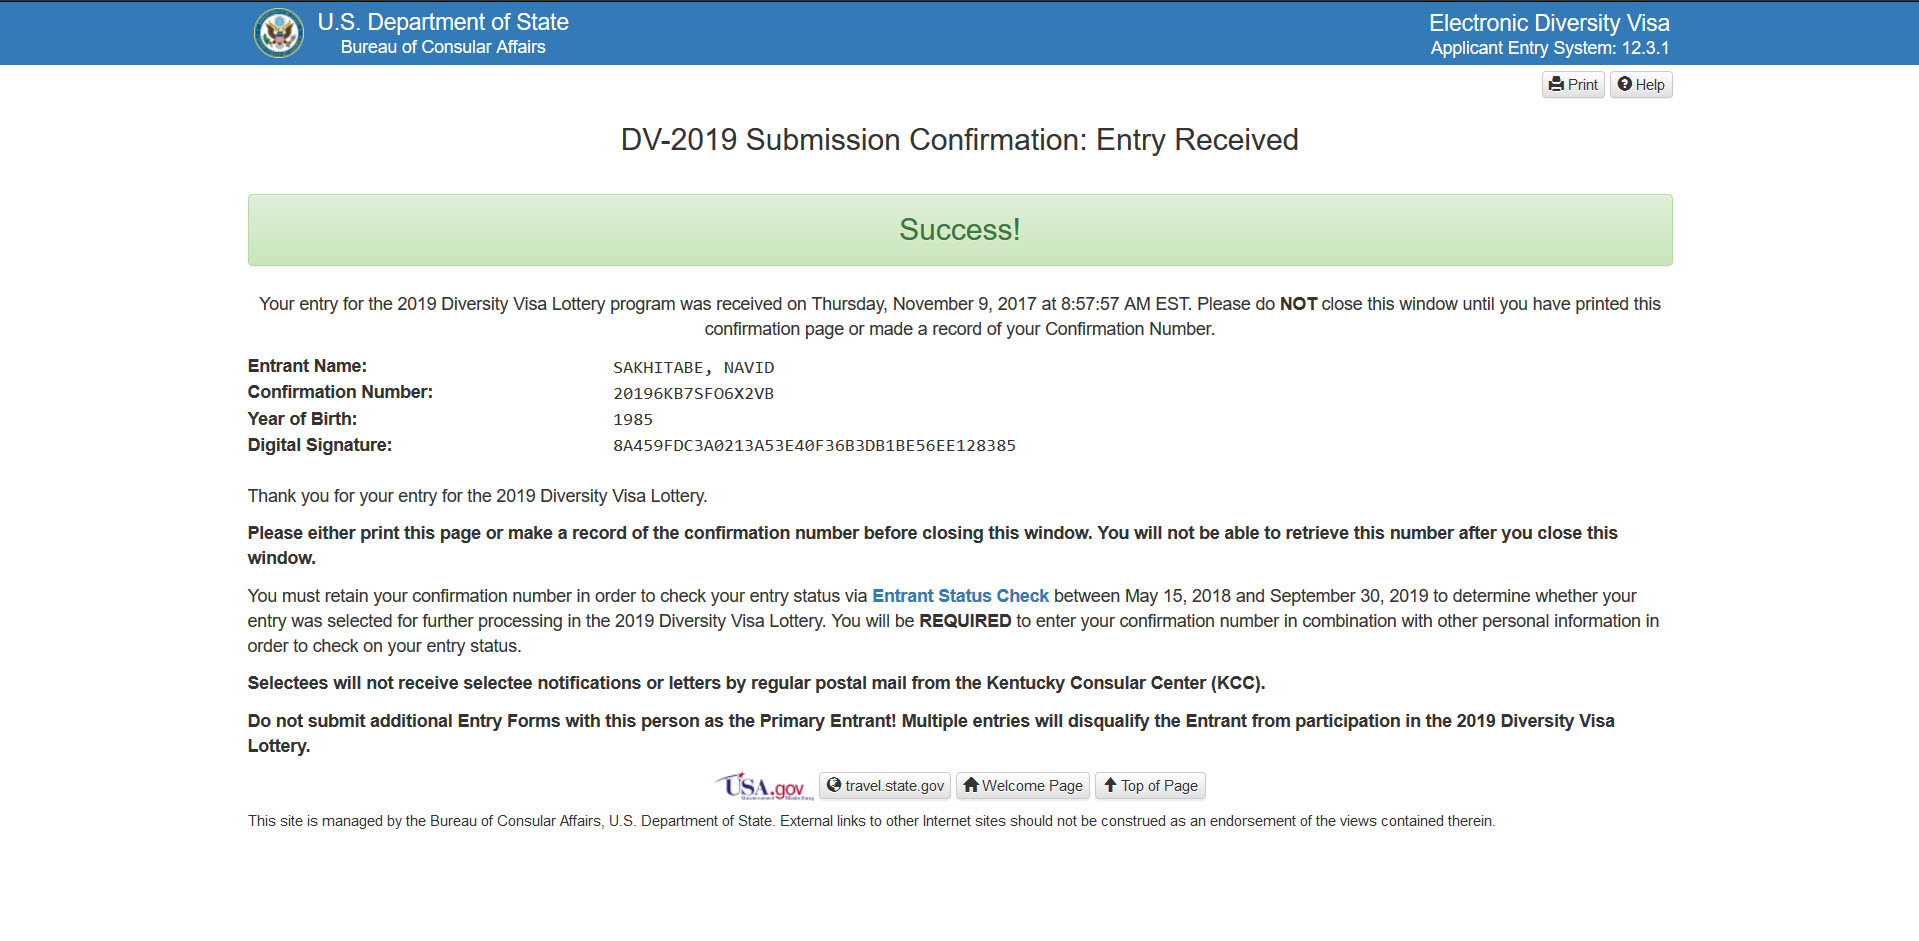 U.S. Department of State
Bureau of Consular Affairs
Electronic Diversity Visa
Applicant Entry System: 12.3.1
Print Help
DV-2019 Submission Confirmation: Entry Received
Success!
Your entry for the 2019 Diversity Visa Lottery program was received on Thursday, November 9, 2017 at 8:57:57 AM EST. Please do NOT close this window until you have printed this
confirmation page or made a record of your Confirmation Number.
Entrant Name: SAKHITABE, NAVID
Confirmation Number: 20196KB7SFO6X2VB
Year of Birth: 1985
Digital Signature: 8A459FDC3A0213A53E40F36B3DB1BE56EE128385
Thank you for your entry for the 2019 Diversity Visa Lottery.
Please either print this page or make a record of the confirmation number before closing this window. You will not be able to retrieve this number after you close this
window.
You must retain your confirmation number in order to check your entry status via Entrant Status Check between May 15, 2018 and September 30, 2019 to determine whether your
entry was selected for further processing in the 2019 Diversity Visa Lottery. You will be REQUIRED to enter your confirmation number in combination with other personal information in
order to check on your entry status.
Selectees will not receive selectee notifications or letters by regular postal mail from the Kentucky Consular Center (KCC).
Do not submit additional Entry Forms with this person as the Primary Entrant! Multiple entries will disqualify the Entrant from participation in the 2019 Diversity Visa
Lottery.
USA.gov travel.state.gov Welcome Page Top of Page
Government Made Easy
This site is managed by the Bureau of Consular Affairs, U.S. Department of State. External links to other Internet sites should not be construed as an endorsement of the views contained therein.